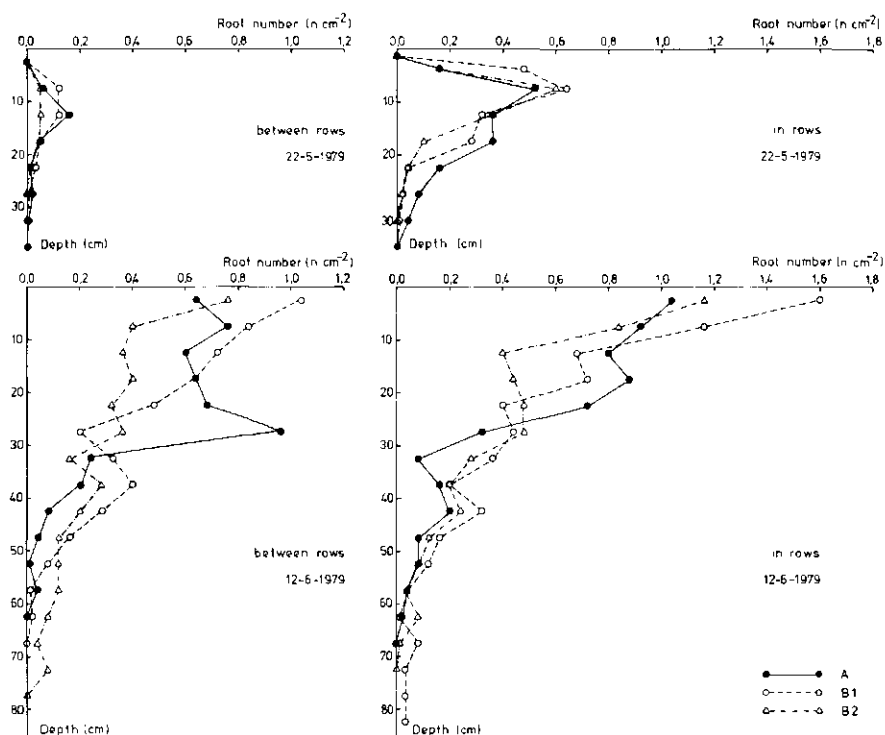 Root number (n cm⁻²)
0,0 0,2 0,4 0,6 0,8 1,0 1,2
10
20
30
between rows
22-5-1979
Depth (cm)
Root number (n cm⁻²)
0,0 0,2 0,4 0,6 0,8 1,0 1,2 1,4 1,6 1,8
10
20
30
in rows
22-5-1979
Depth (cm)
Root number (n cm⁻²)
0,0 0,2 0,4 0,6 0,8 1,0 1,2
10
20
30
40
50
60
70
80
between rows
12-6-1979
Depth (cm)
Root number (n cm⁻²)
0,0 0,2 0,4 0,6 0,8 1,0 1,2 1,4 1,6 1,8
10
20
30
40
50
60
70
80
in rows
12-6-1979
Depth (cm)
A
B1
B2